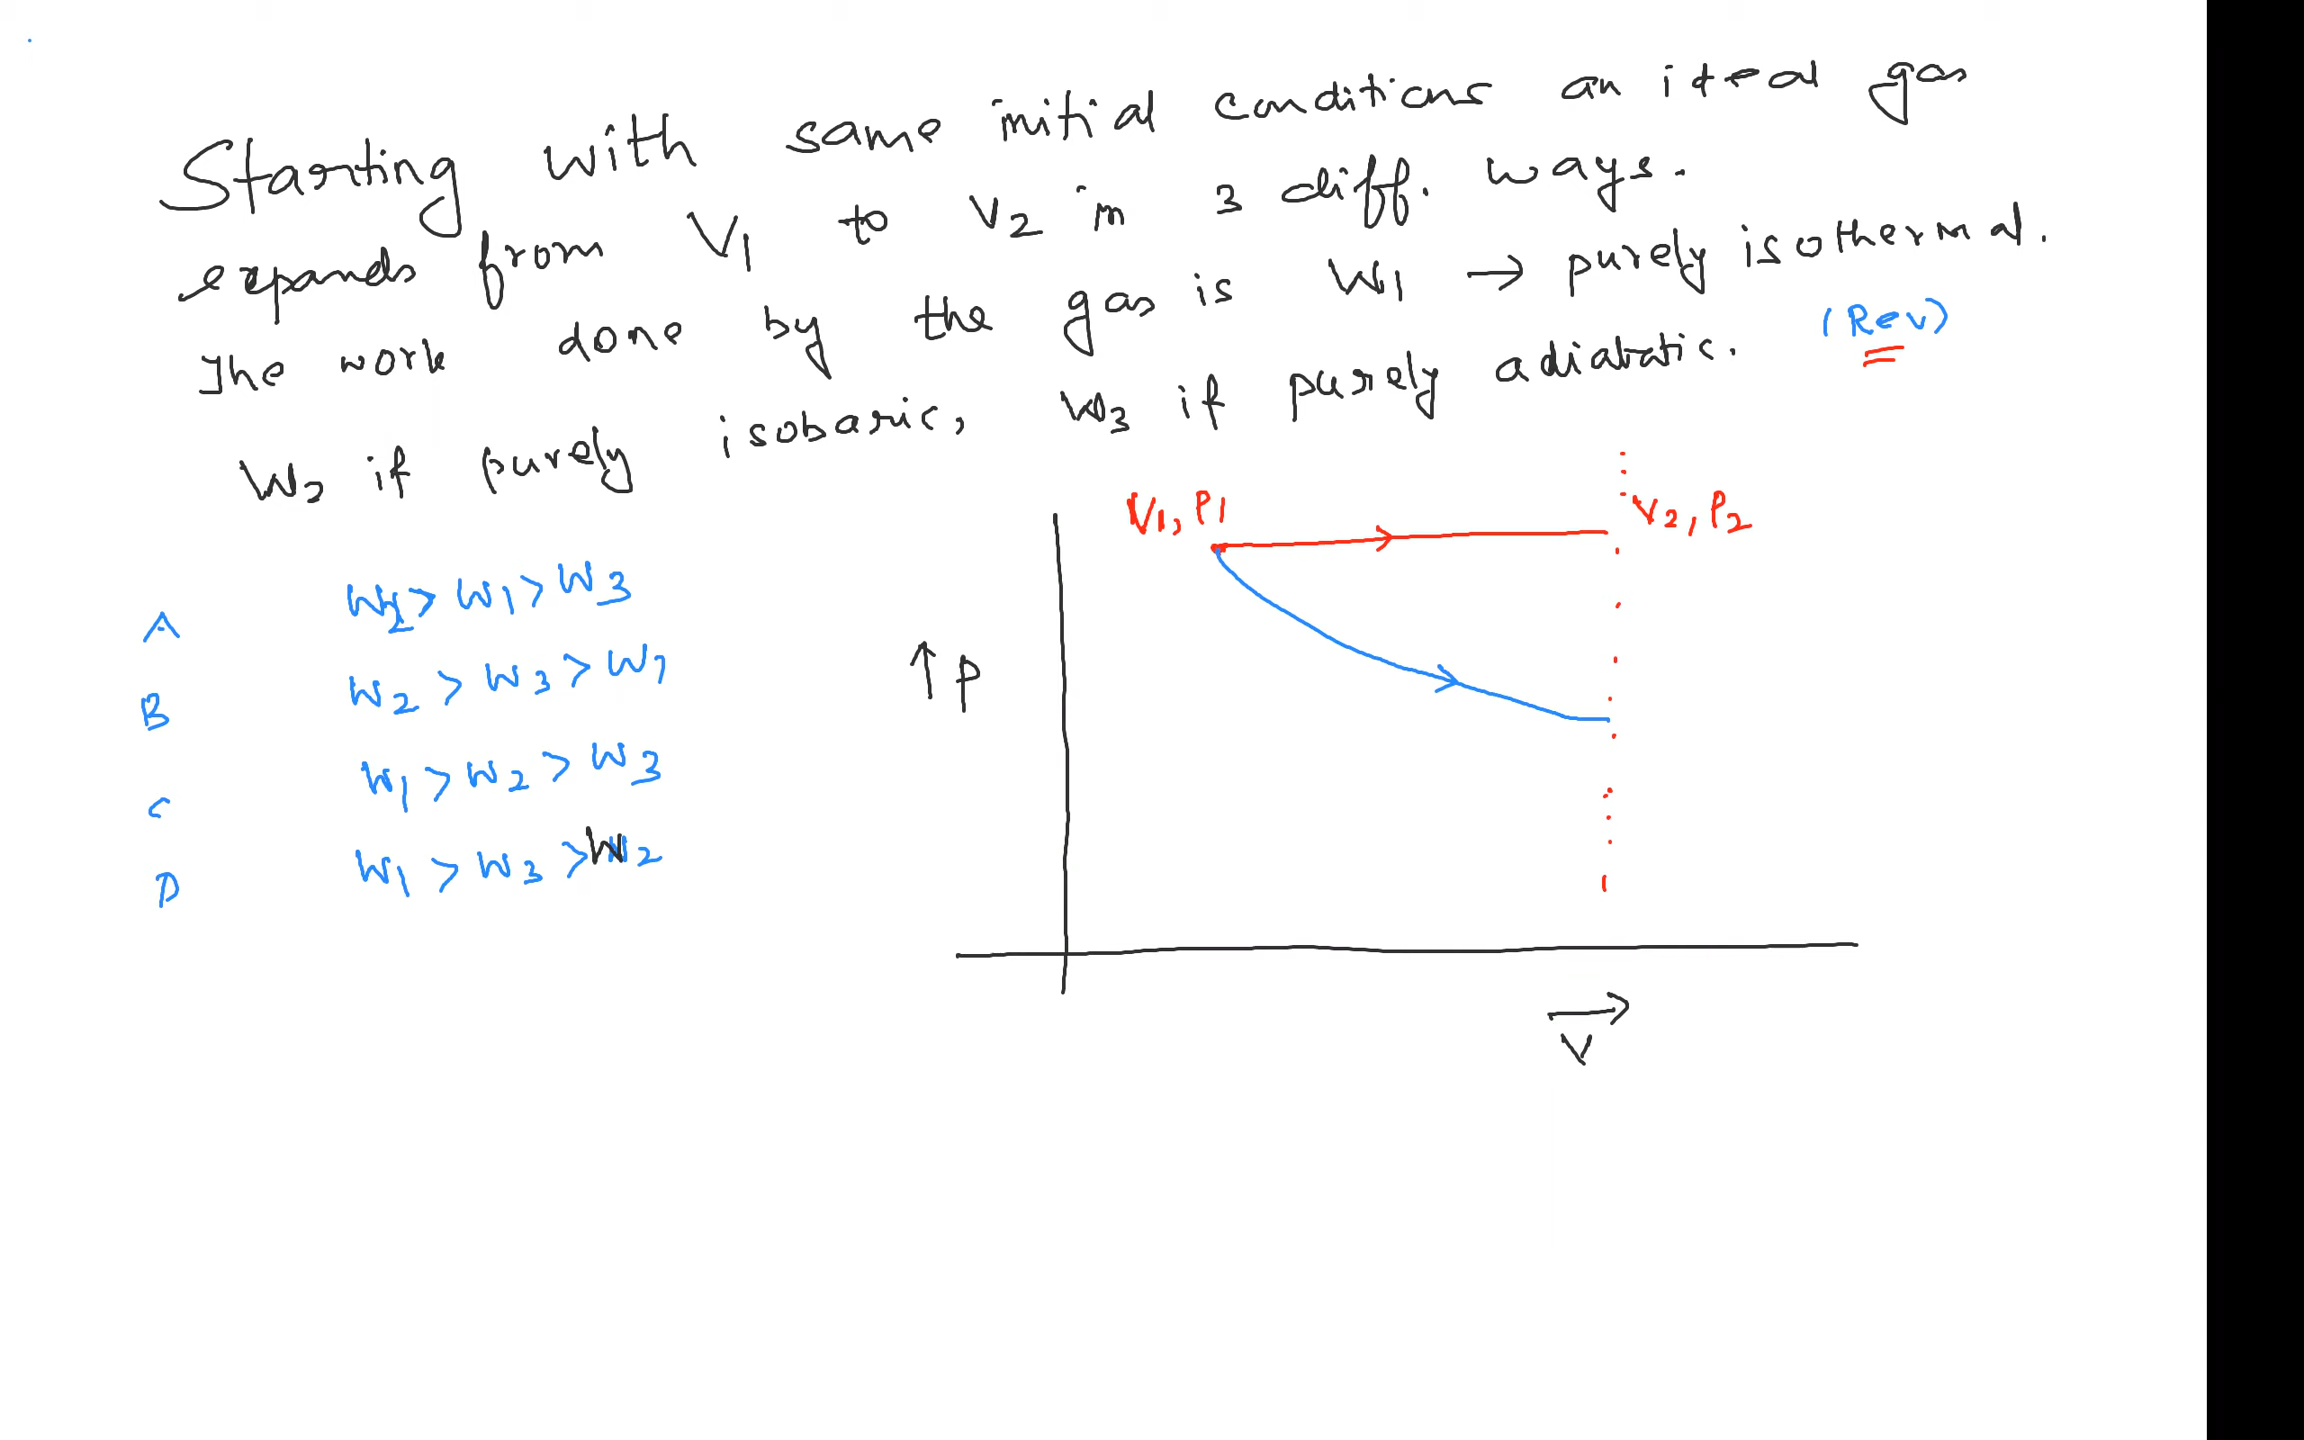 Starting with same initial conditions an ideal gas
expands from V1 to V2 in 3 diff. ways.
The work done by the gas is W1 → purely isothermal.
W2 if purely isobaric, W3 if purely adiabatic. (Rev)
V1, P1 V2, P2
A W2 > W1 > W3
B W2 > W3 > W1
↑ P
C W1 > W2 > W3
D W1 > W3 > W2
→
V